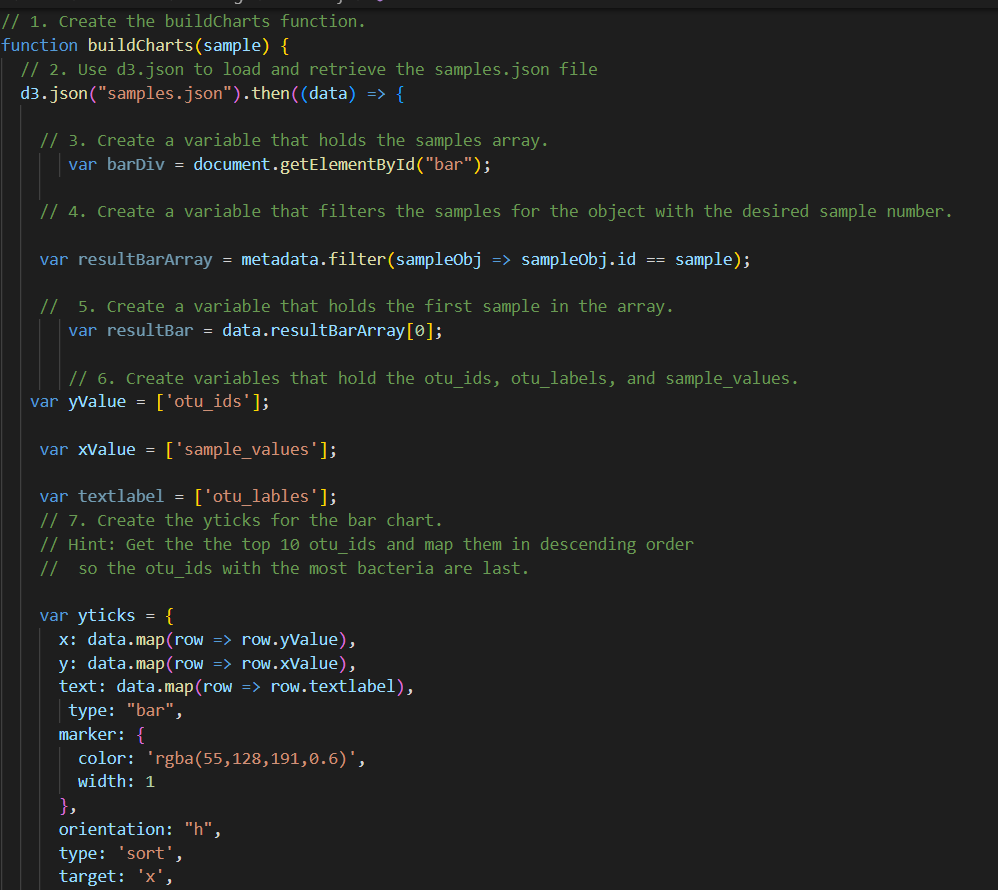 // 1. Create the buildCharts function.
function buildCharts(sample) {
// 2. Use d3.json to load and retrieve the samples.json file
d3.json("samples.json").then((data) => {
// 3. Create a variable that holds the samples array.
var barDiv = document.getElementById("bar");
// 4. Create a variable that filters the samples for the object with the desired sample number.
var resultBarArray = metadata.filter(sampleObj => sampleObj.id == sample);
//  5. Create a variable that holds the first sample in the array.
var resultBar = data.resultBarArray[0];
// 6. Create variables that hold the otu_ids, otu_labels, and sample_values.
var yValue = ['otu_ids'];
var xValue = ['sample_values'];
var textlabel = ['otu_lables'];
// 7. Create the yticks for the bar chart.
// Hint: Get the the top 10 otu_ids and map them in descending order
//  so the otu_ids with the most bacteria are last.
var yticks = {
x: data.map(row => row.yValue),
y: data.map(row => row.xValue),
text: data.map(row => row.textlabel),
type: "bar",
marker: {
color: 'rgba(55,128,191,0.6)',
width: 1
},
orientation: "h",
type: 'sort',
target: 'x',